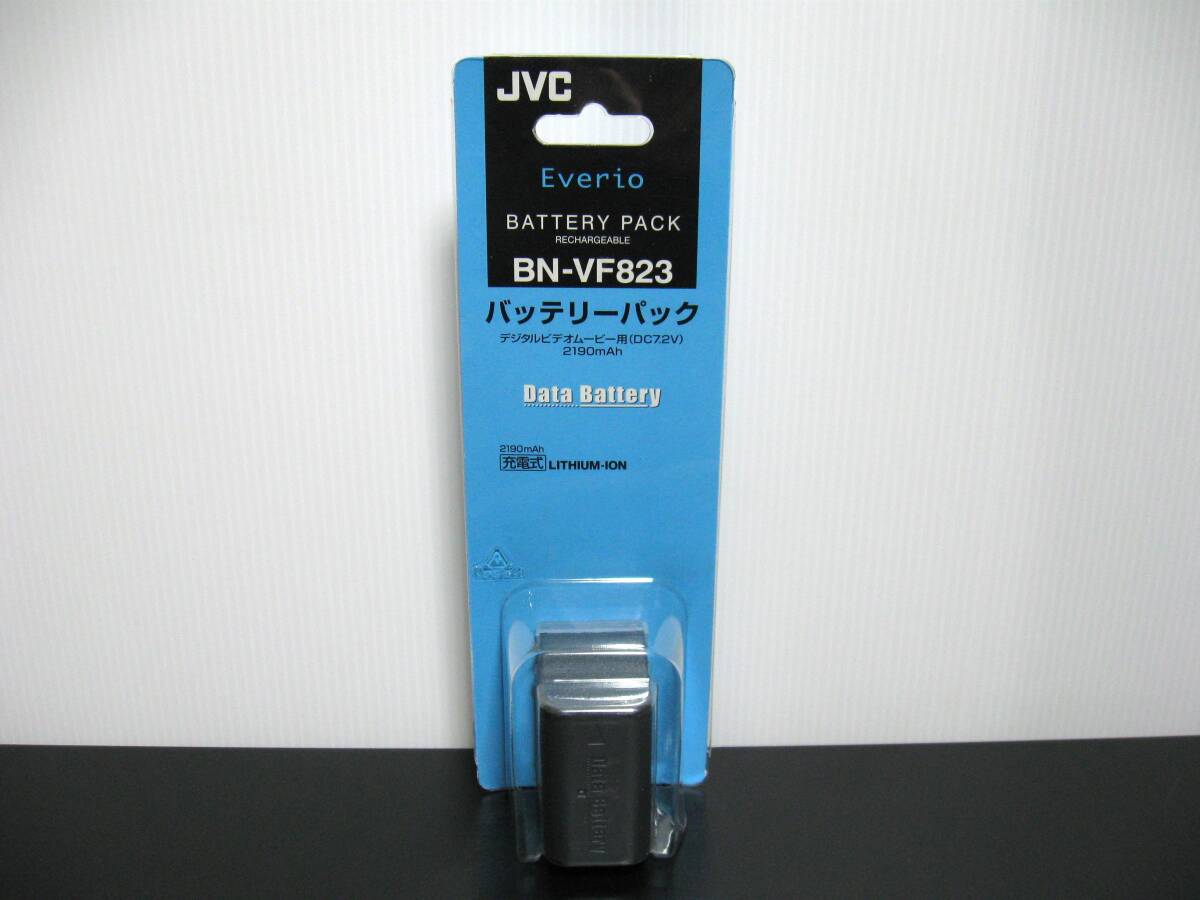 JVC
Everio
BATTERY PACK
RECHARGEABLE
BN-VF823
バッテリーパック
デジタルビデオムービー用(DC7.2V)
2190mAh
Data Battery
2190mAh
充電式 LITHIUM-ION
DATA BATTERY